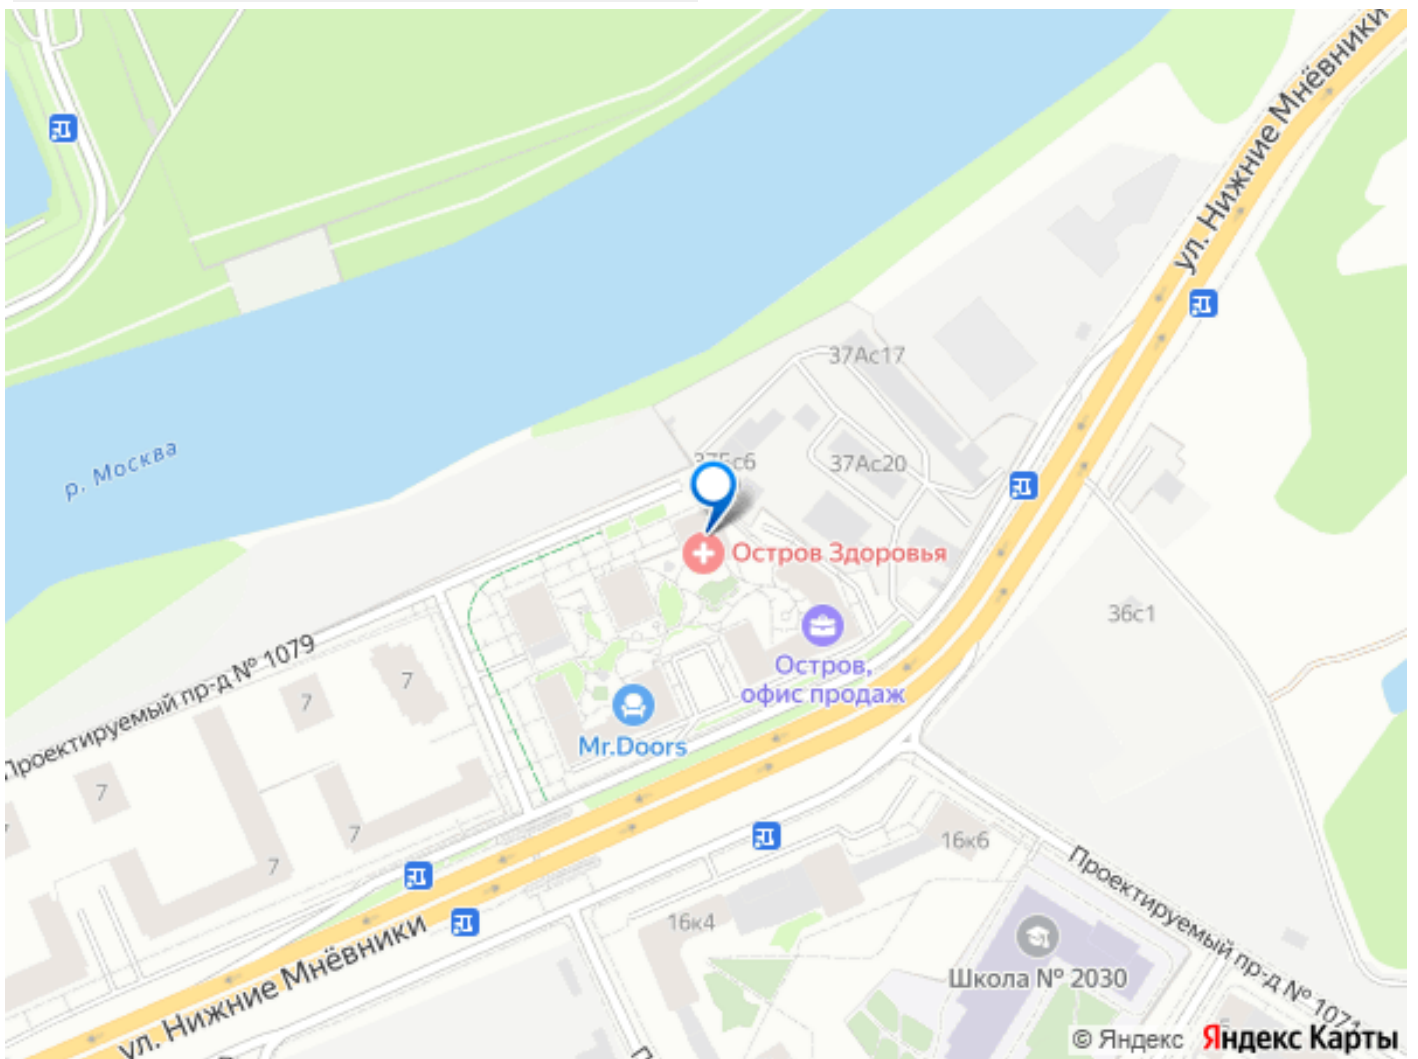 ул. Нижние Мнёвники
37Ас17
р. Москва
37Ас20
Остров Здоровья
36с1
Проектируемый пр-д № 1079
7
7
Остров,
офис продаж
Mr.Doors
7
7
7
16к6
16к4
Проектируемый пр-д № 1071
ул. Нижние Мнёвники
Школа № 2030
© Яндекс Яндекс Карты